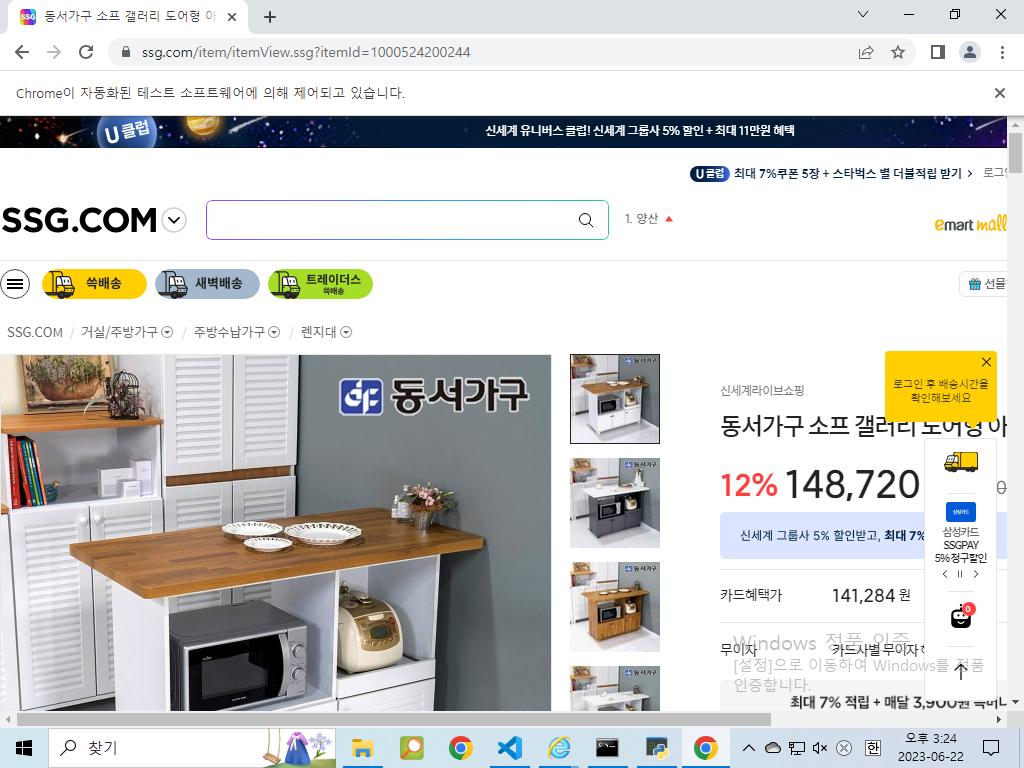 동서가구 소프 갤러리 도어형 아
ssg.com/item/itemView.ssg?itemId=1000524200244
Chrome이 자동화된 테스트 소프트웨어에 의해 제어되고 있습니다.
U클럽
신세계 유니버스 클럽! 신세계 그룹사 5% 할인 + 최대 11만원 혜택
U클럽 최대 7%쿠폰 5장 + 스타벅스 별 더블적립 받기
SSG.COM
1. 양산
emart mall
쓱배송
새벽배송
트레이더스
쓱배송
선물
SSG.COM / 거실/주방가구 / 주방수납가구 / 렌지대
동서가구
신세계라이브쇼핑
로그인 후 배송시간을
확인해보세요
동서가구 소프 갤러리 도어형 아
12% 148,720
신세계 그룹사 5% 할인받고, 최대 7%
삼성카드
삼성카드
SSGPAY
5% 청구할인
카드혜택가 141,284 원
0
무이자 카드사별 무이자
Windows 정품 인증
[설정]으로 이동하여 Windows를 정품
인증합니다.
최대 7% 적립 + 매달 3,900원
찾기
한
오후 3:24
2023-06-22